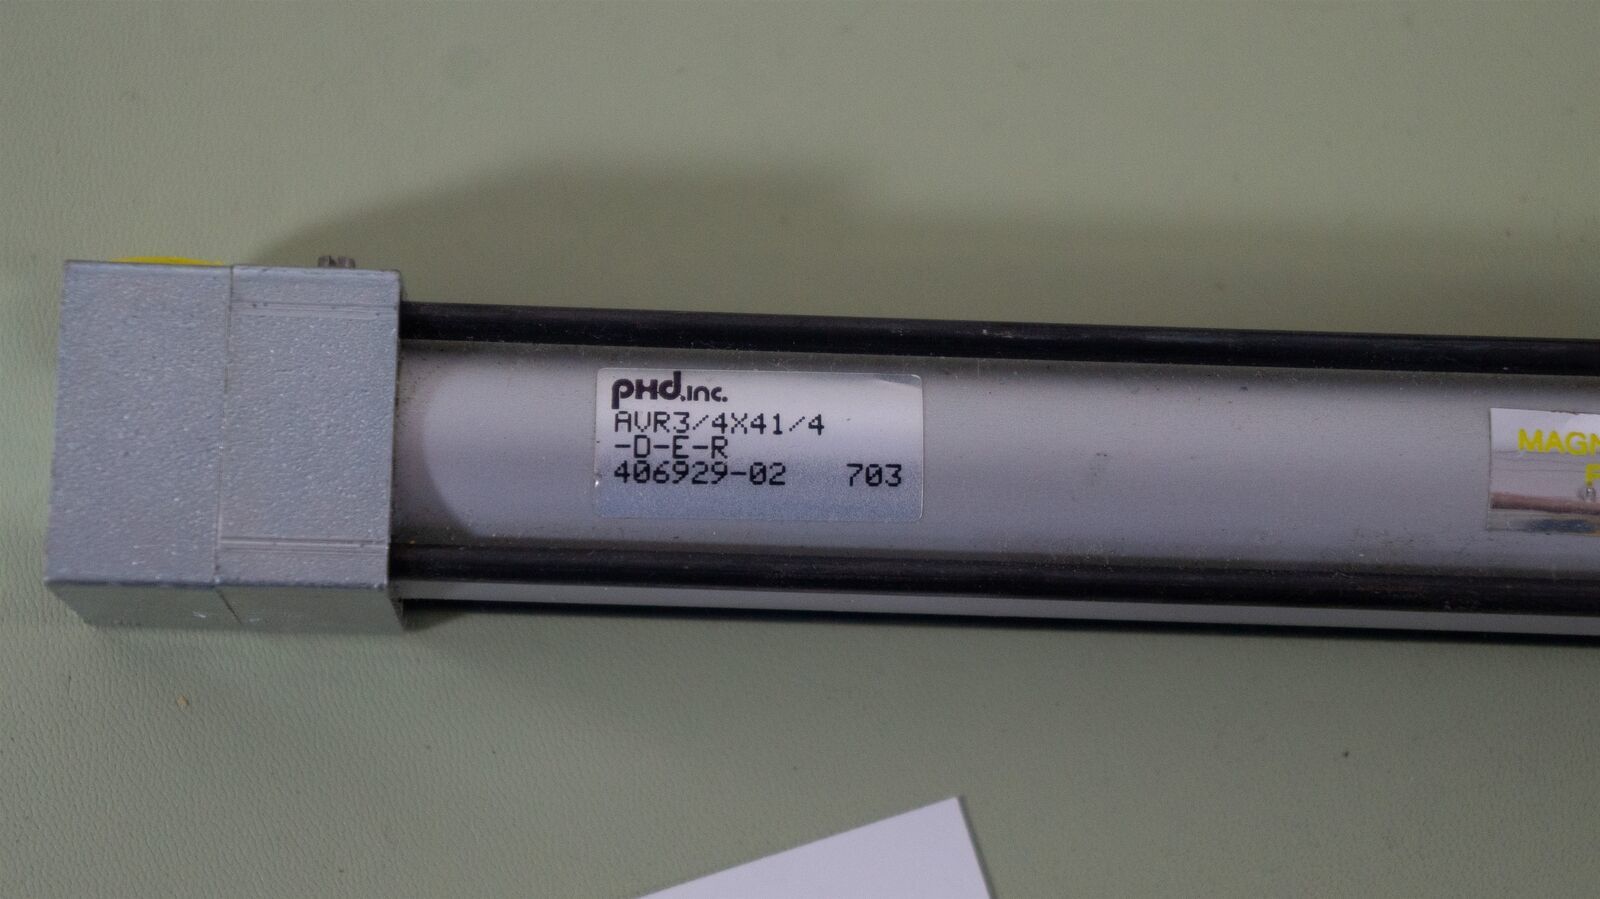 PHd,inc.
AVR3/4X41/4
-D-E-R
406929-02 703